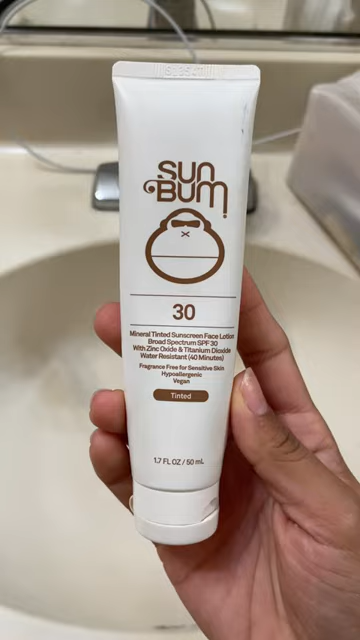 SUN
BUM
30
Mineral Tinted Sunscreen Face Lotion
Broad Spectrum SPF 30
With Zinc Oxide & Titanium Dioxide
Water Resistant (40 Minutes)
Fragrance Free for Sensitive Skin
Hypoallergenic
Vegan
Tinted
1.7 FL OZ / 50 mL